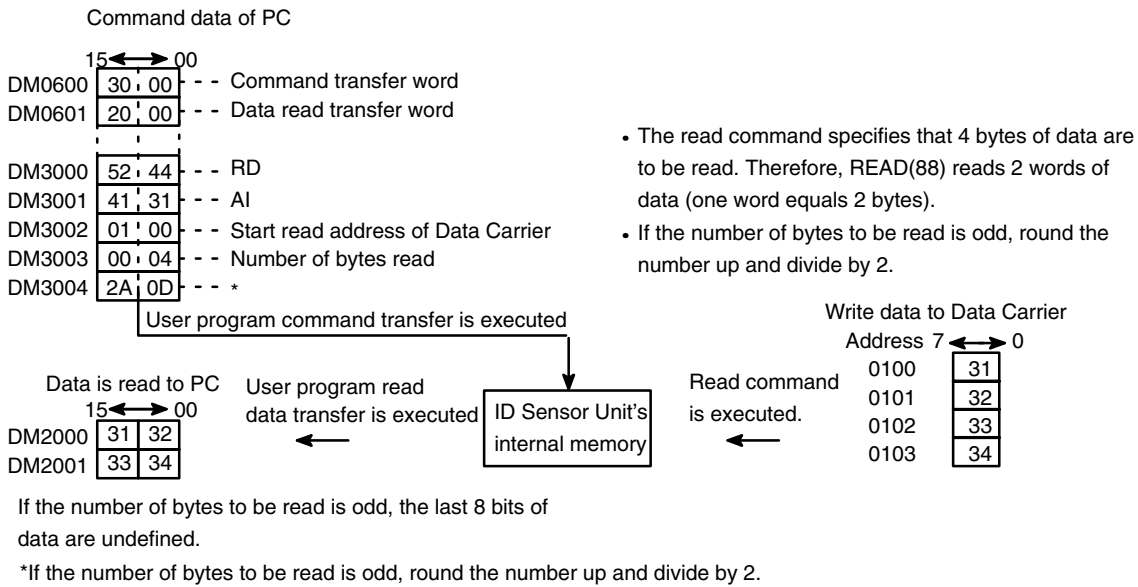 Command data of PC
15 00
DM0600 30 00 - - - Command transfer word
DM0601 20 00 - - - Data read transfer word
DM3000 52 44 - - - RD
DM3001 41 31 - - - AI
DM3002 01 00 - - - Start read address of Data Carrier
DM3003 00 04 - - - Number of bytes read
DM3004 2A 0D - - - *
• The read command specifies that 4 bytes of data are
to be read. Therefore, READ(88) reads 2 words of
data (one word equals 2 bytes).
• If the number of bytes to be read is odd, round the
number up and divide by 2.
User program command transfer is executed
Write data to Data Carrier
Address 7 0
0100 31
0101 32
0102 33
0103 34
Read command
is executed.
ID Sensor Unit's
internal memory
User program read
data transfer is executed
Data is read to PC
15 00
DM2000 31 32
DM2001 33 34
If the number of bytes to be read is odd, the last 8 bits of
data are undefined.
*If the number of bytes to be read is odd, round the number up and divide by 2.